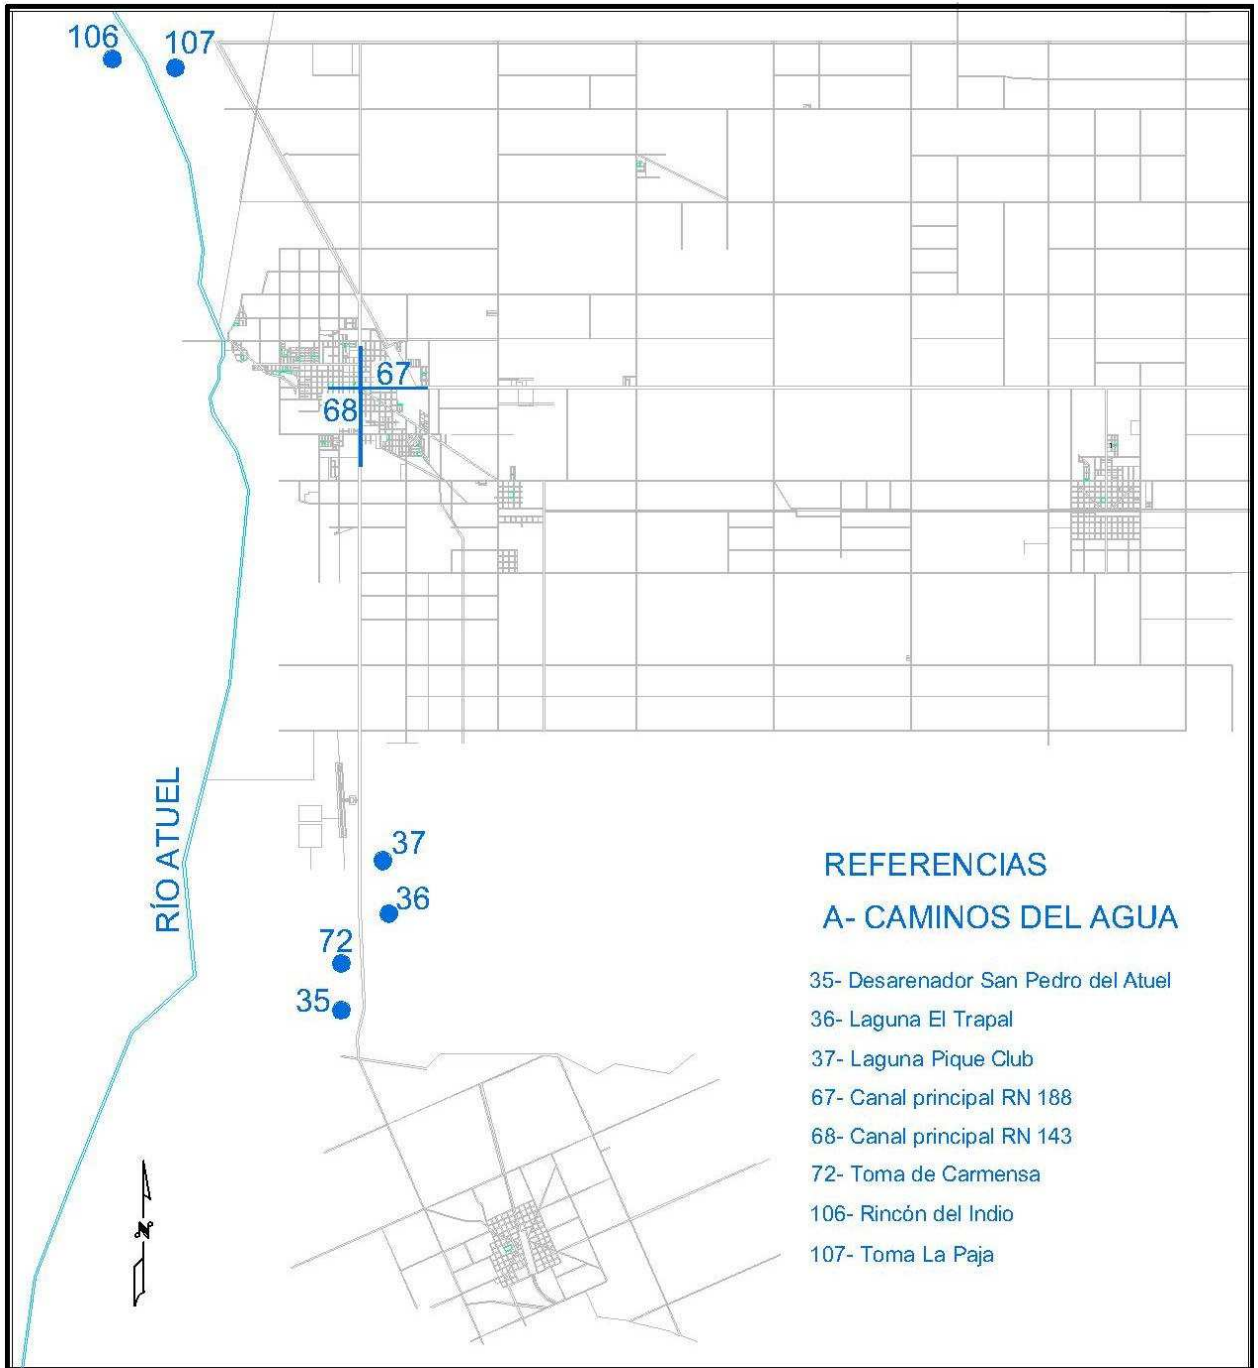 106
107
67
68
RÍO ATUEL
37
36
72
35
REFERENCIAS
A- CAMINOS DEL AGUA
35- Desarenador San Pedro del Atuel
36- Laguna El Trapal
37- Laguna Pique Club
67- Canal principal RN 188
68- Canal principal RN 143
72- Toma de Carmensa
106- Rincón del Indio
107- Toma La Paja
N